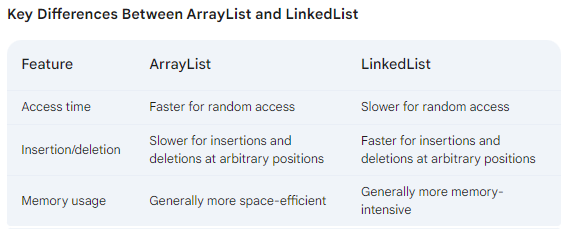 Key Differences Between ArrayList and LinkedList
Feature ArrayList LinkedList
Access time Faster for random access Slower for random access
Insertion/deletion Slower for insertions and deletions at arbitrary positions Faster for insertions and deletions at arbitrary positions
Memory usage Generally more space-efficient Generally more memory-intensive